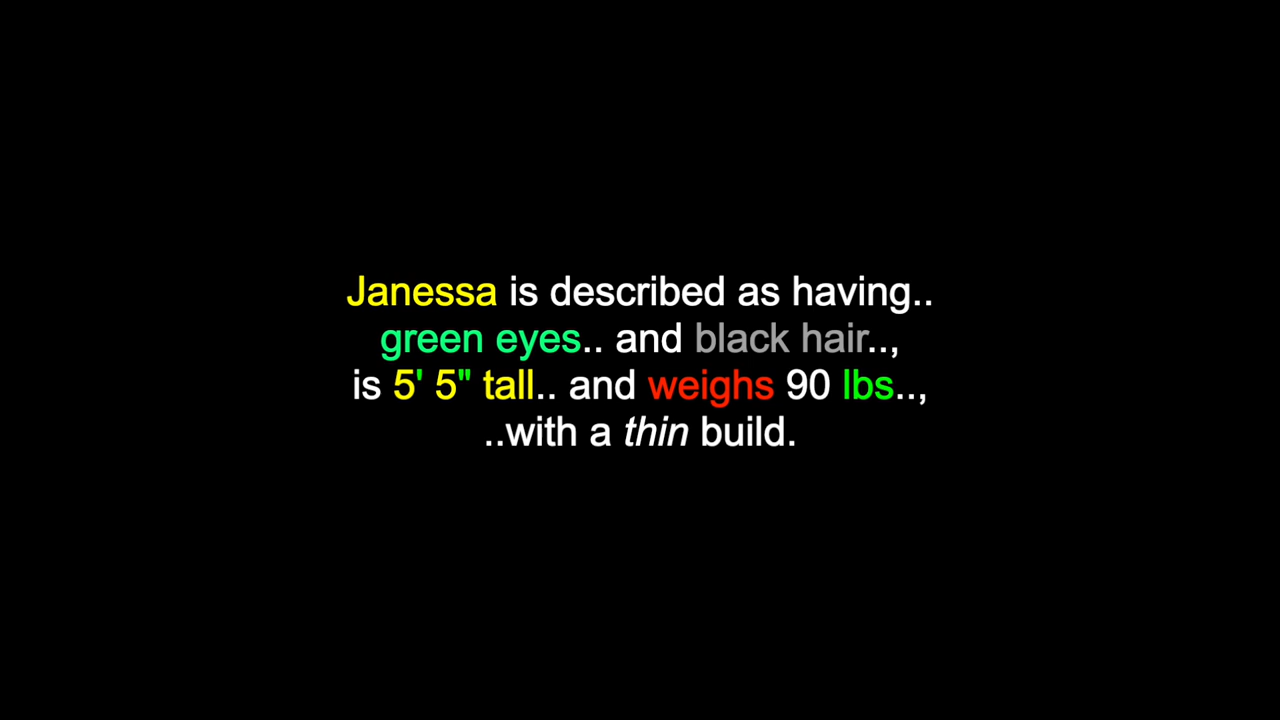 Janessa is described as having..
green eyes.. and black hair..,
is 5' 5" tall.. and weighs 90 lbs..,
..with a thin build.